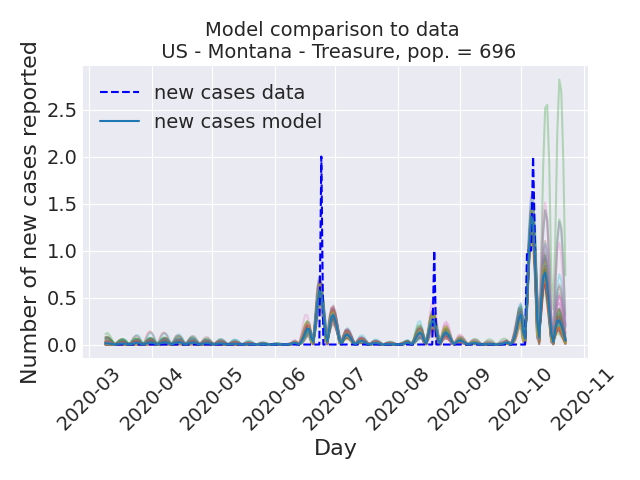 Model comparison to data
US - Montana - Treasure, pop. = 696
Number of new cases reported
2.5
2.0
1.5
1.0
0.5
0.0
new cases data
new cases model
2020-03
2020-04
2020-05
2020-06
2020-07
2020-08
2020-09
2020-10
2020-11
Day